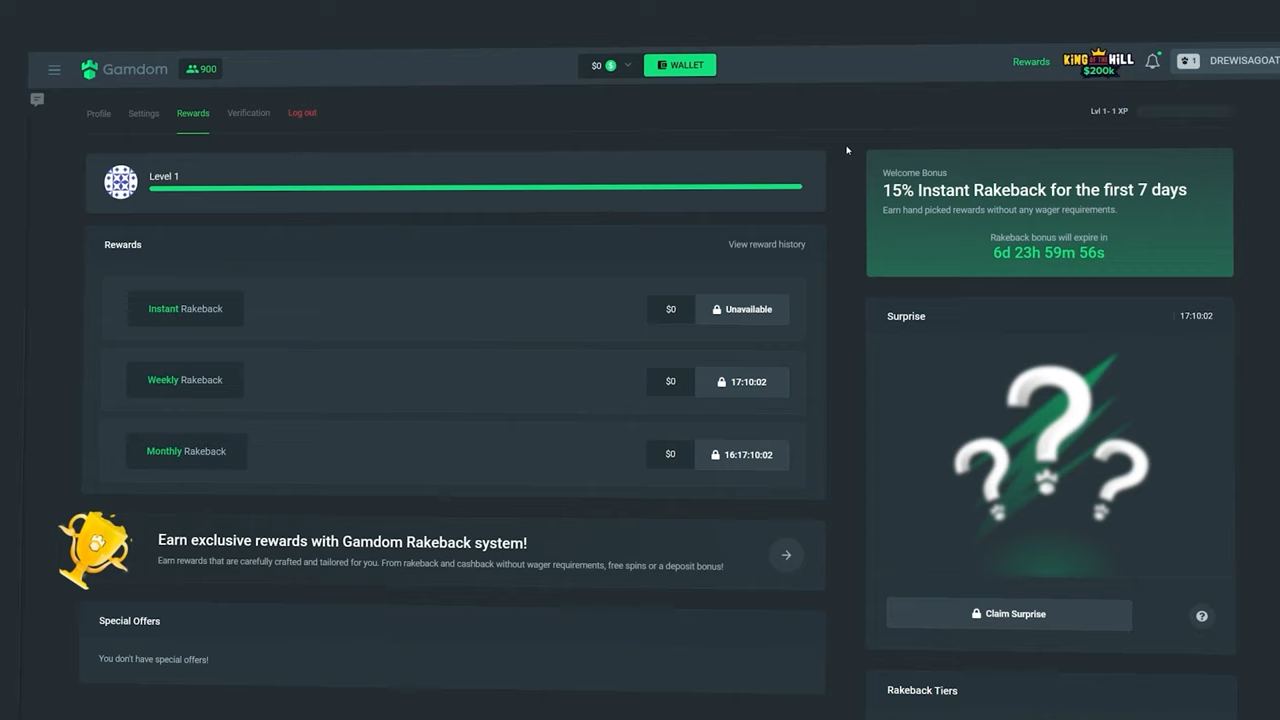 Gamdom
900
$0
WALLET
Rewards
KING OF THE HILL
$200k
1
DREWISAGOAT
Profile
Settings
Rewards
Verification
Log out
Lvl 1- 1 XP
Level 1
Welcome Bonus
15% Instant Rakeback for the first 7 days
Earn hand picked rewards without any wager requirements.
Rakeback bonus will expire in
6d 23h 59m 56s
Rewards
View reward history
Instant Rakeback
$0
Unavailable
Weekly Rakeback
$0
17:10:02
Monthly Rakeback
$0
16:17:10:02
Surprise
17:10:02
Claim Surprise
Earn exclusive rewards with Gamdom Rakeback system!
Earn rewards that are carefully crafted and tailored for you. From rakeback and cashback without wager requirements, free spins or a deposit bonus!
Special Offers
You don't have special offers!
Rakeback Tiers